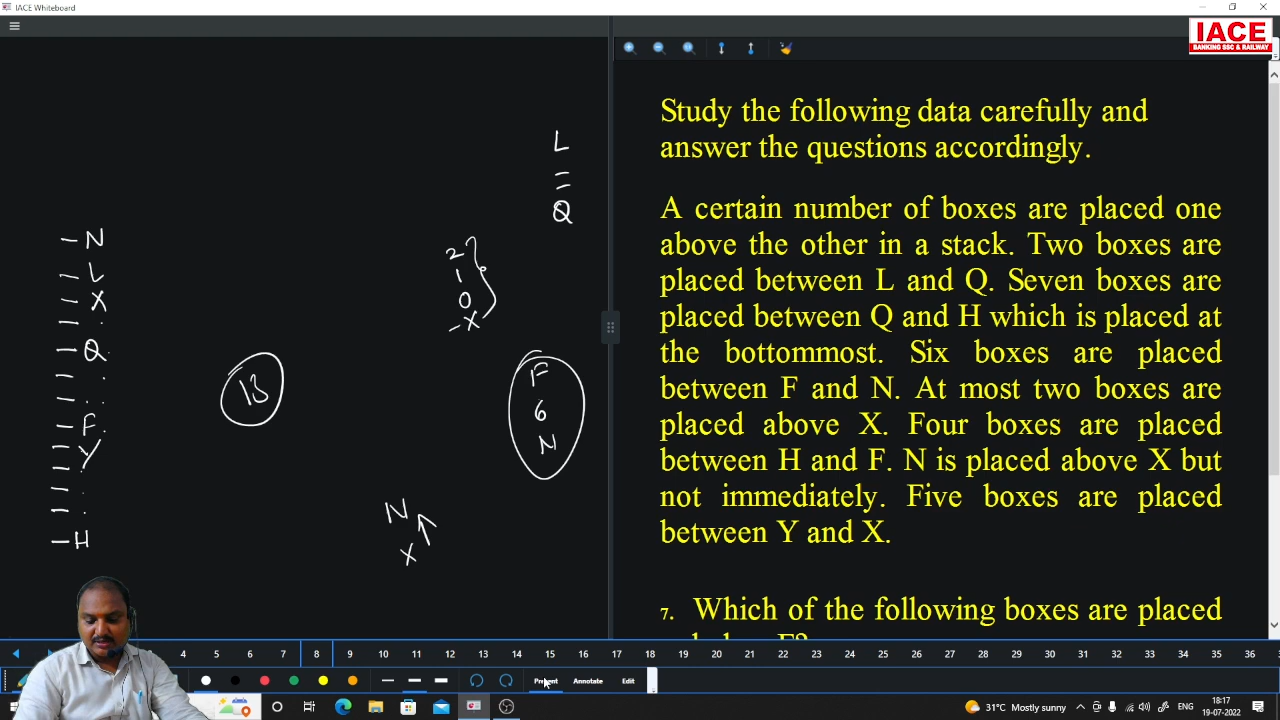 IACE Whiteboard
IACE
BANKING SSC & RAILWAY
L
=
Q
- N
- L
- X
- .
- Q.
- .
- .
- F.
- Y
- .
- .
- .
- H
13
2
1
0
- X
F
6
N
N
X
Study the following data carefully and
answer the questions accordingly.
A certain number of boxes are placed one
above the other in a stack. Two boxes are
placed between L and Q. Seven boxes are
placed between Q and H which is placed at
the bottommost. Six boxes are placed
between F and N. At most two boxes are
placed above X. Four boxes are placed
between H and F. N is placed above X but
not immediately. Five boxes are placed
between Y and X.
7. Which of the following boxes are placed
4 5 6 7 8 9 10 11 12 13 14 15 16 17 18 19 20 21 22 23 24 25 26 27 28 29 30 31 32 33 34 35 36
Present Annotate Edit
31°C Mostly sunny
18:17
19-07-2022